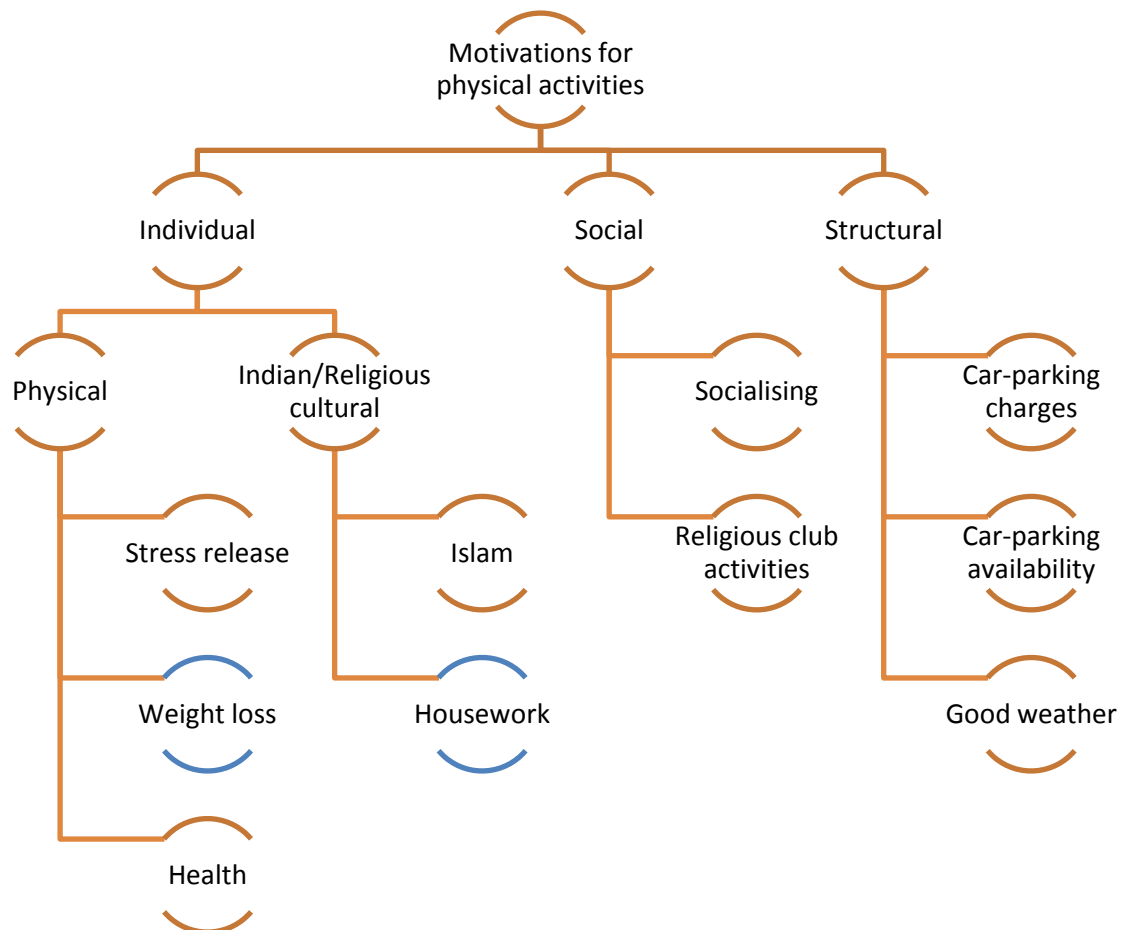 Motivations for
physical activities
Individual
Social
Structural
Physical
Indian/Religious
cultural
Socialising
Car-parking
charges
Stress release
Islam
Religious club
activities
Car-parking
availability
Weight loss
Housework
Good weather
Health